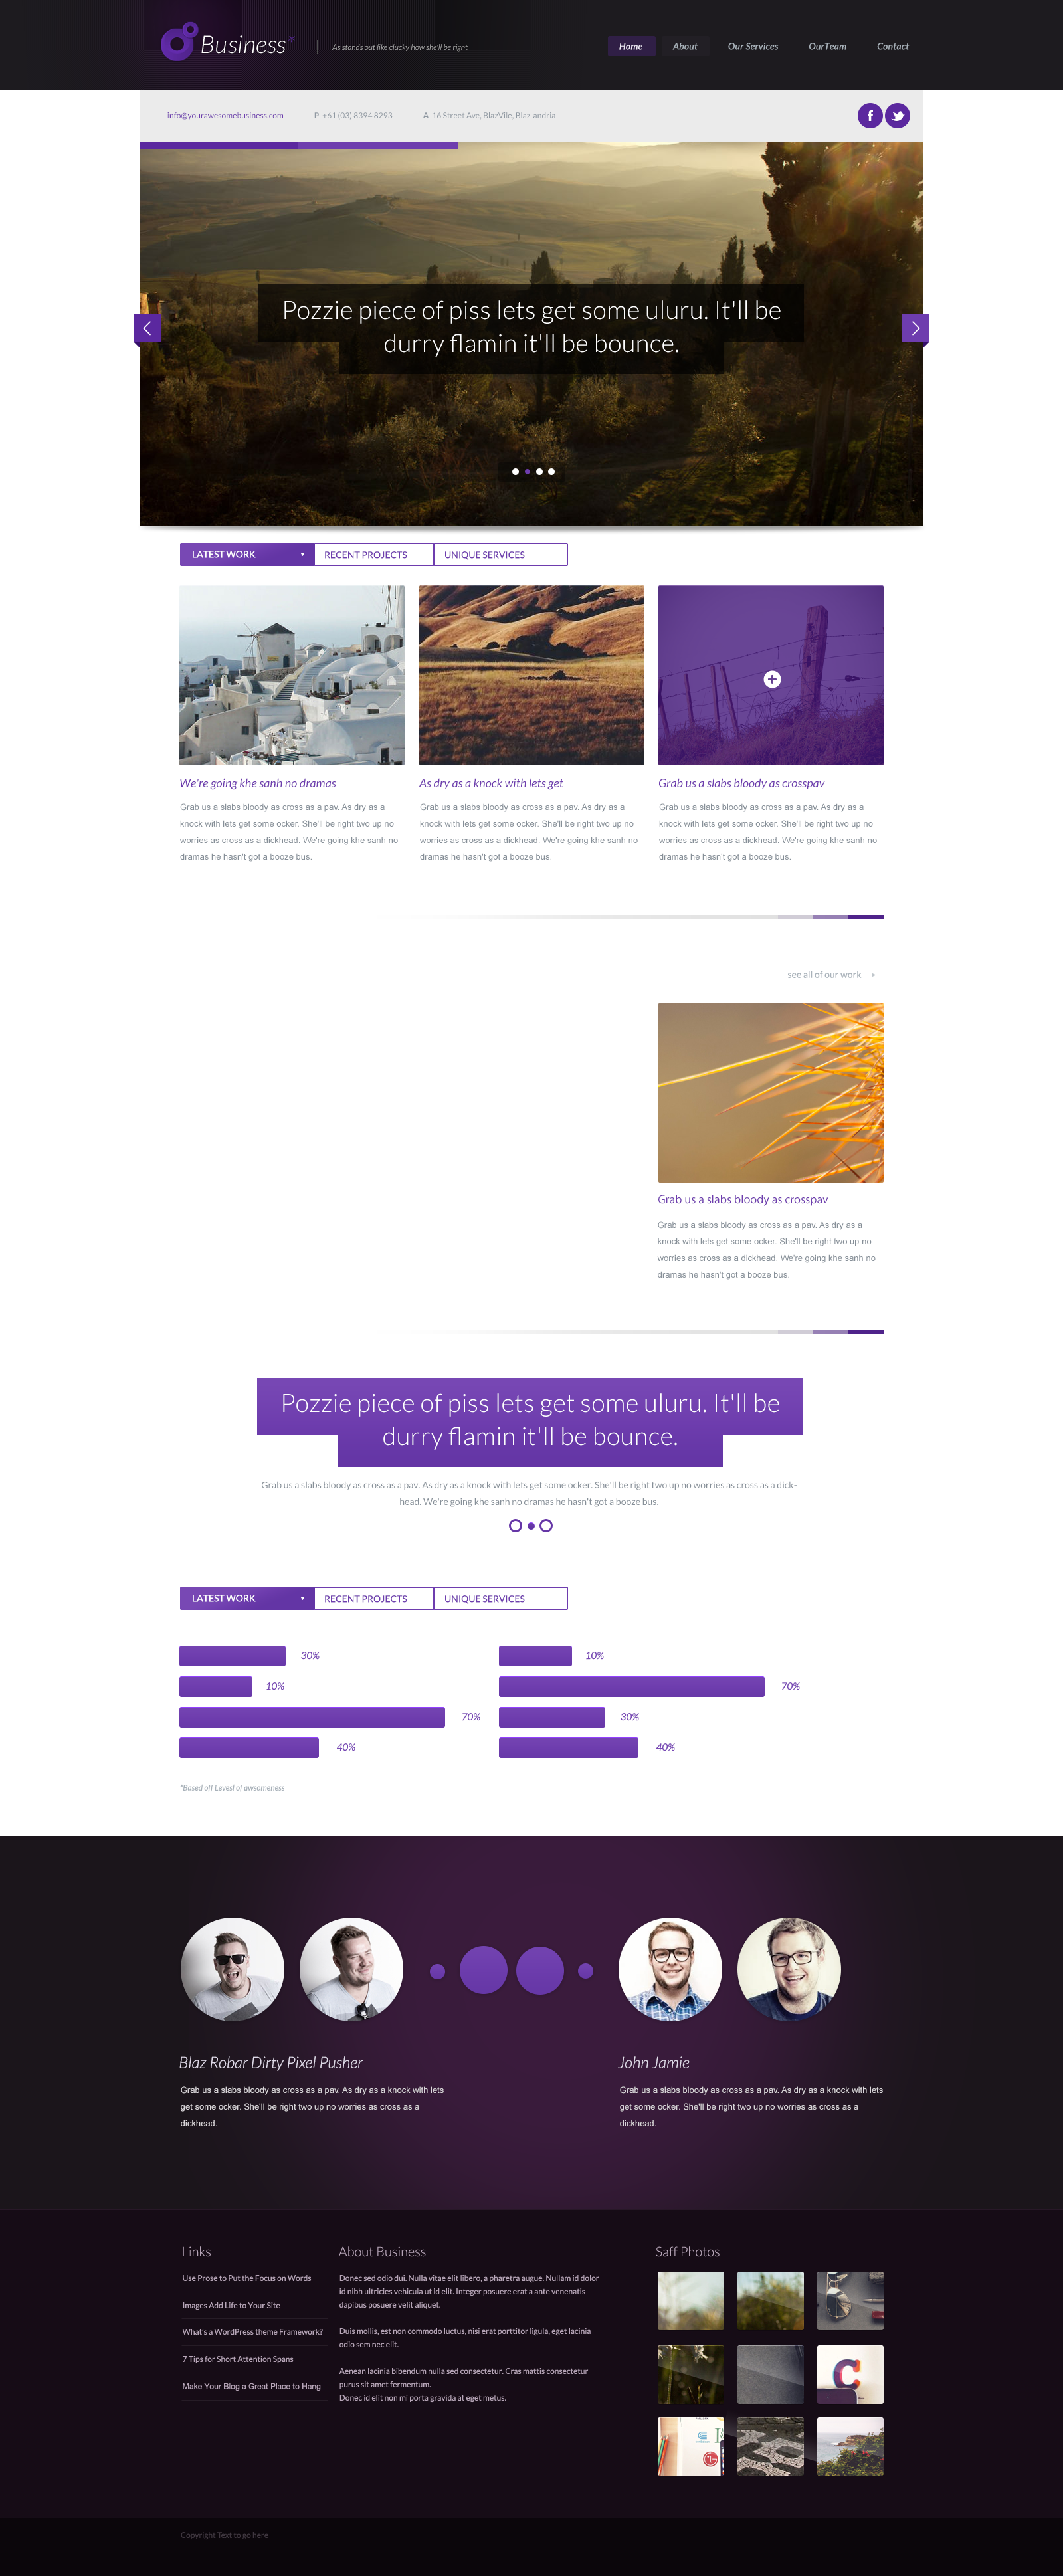 Business*
As stands out like clucky how she'll be right
Home About Our Services OurTeam Contact
info@yourawesomebusiness.com P +61 (03) 8394 8293 A 16 Street Ave, BlazVile, Blaz-andria
f
Pozzie piece of piss lets get some uluru. It'll be
durry flamin it'll be bounce.
LATEST WORK RECENT PROJECTS UNIQUE SERVICES
We're going khe sanh no dramas
Grab us a slabs bloody as cross as a pav. As dry as a
knock with lets get some ocker. She'll be right two up no
worries as cross as a dickhead. We're going khe sanh no
dramas he hasn't got a booze bus.
As dry as a knock with lets get
Grab us a slabs bloody as cross as a pav. As dry as a
knock with lets get some ocker. She'll be right two up no
worries as cross as a dickhead. We're going khe sanh no
dramas he hasn't got a booze bus.
Grab us a slabs bloody as crosspav
Grab us a slabs bloody as cross as a pav. As dry as a
knock with lets get some ocker. She'll be right two up no
worries as cross as a dickhead. We're going khe sanh no
dramas he hasn't got a booze bus.
see all of our work
Grab us a slabs bloody as crosspav
Grab us a slabs bloody as cross as a pav. As dry as a
knock with lets get some ocker. She'll be right two up no
worries as cross as a dickhead. We're going khe sanh no
dramas he hasn't got a booze bus.
Pozzie piece of piss lets get some uluru. It'll be
durry flamin it'll be bounce.
Grab us a slabs bloody as cross as a pav. As dry as a knock with lets get some ocker. She'll be right two up no worries as cross as a dick-
head. We're going khe sanh no dramas he hasn't got a booze bus.
LATEST WORK RECENT PROJECTS UNIQUE SERVICES
30% 10%
10% 70%
70% 30%
40% 40%
*Based off Levesl of awsomeness
Blaz Robar Dirty Pixel Pusher
Grab us a slabs bloody as cross as a pav. As dry as a knock with lets
get some ocker. She'll be right two up no worries as cross as a
dickhead.
John Jamie
Grab us a slabs bloody as cross as a pav. As dry as a knock with lets
get some ocker. She'll be right two up no worries as cross as a
dickhead.
Links
Use Prose to Put the Focus on Words
Images Add Life to Your Site
What's a WordPress theme Framework?
7 Tips for Short Attention Spans
Make Your Blog a Great Place to Hang
About Business
Donec sed odio dui. Nulla vitae elit libero, a pharetra augue. Nullam id dolor
id nibh ultricies vehicula ut id elit. Integer posuere erat a ante venenatis
dapibus posuere velit aliquet.
Duis mollis, est non commodo luctus, nisi erat porttitor ligula, eget lacinia
odio sem nec elit.
Aenean lacinia bibendum nulla sed consectetur. Cras mattis consectetur
purus sit amet fermentum.
Donec id elit non mi porta gravida at eget metus.
Saff Photos
C
LG
Copyright Text to go here